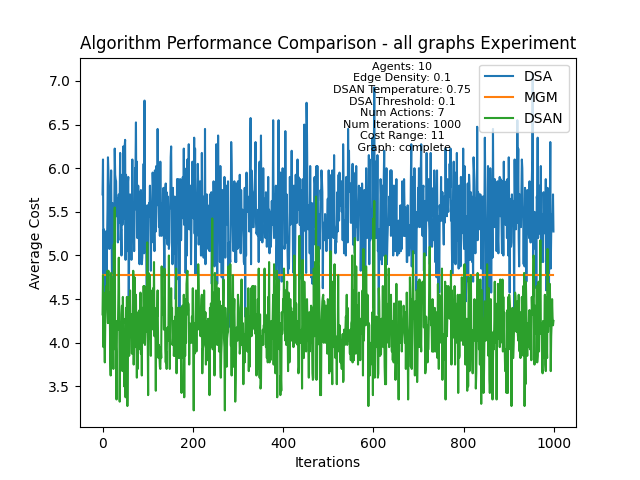 Algorithm Performance Comparison - all graphs Experiment
Agents: 10
Edge Density: 0.1
DSAN Temperature: 0.75
DSA Threshold: 0.1
Num Actions: 7
Num Iterations: 1000
Cost Range: 11
Graph: complete
DSA
MGM
DSAN
Average Cost
7.0
6.5
6.0
5.5
5.0
4.5
4.0
3.5
0
200
400
600
800
1000
Iterations